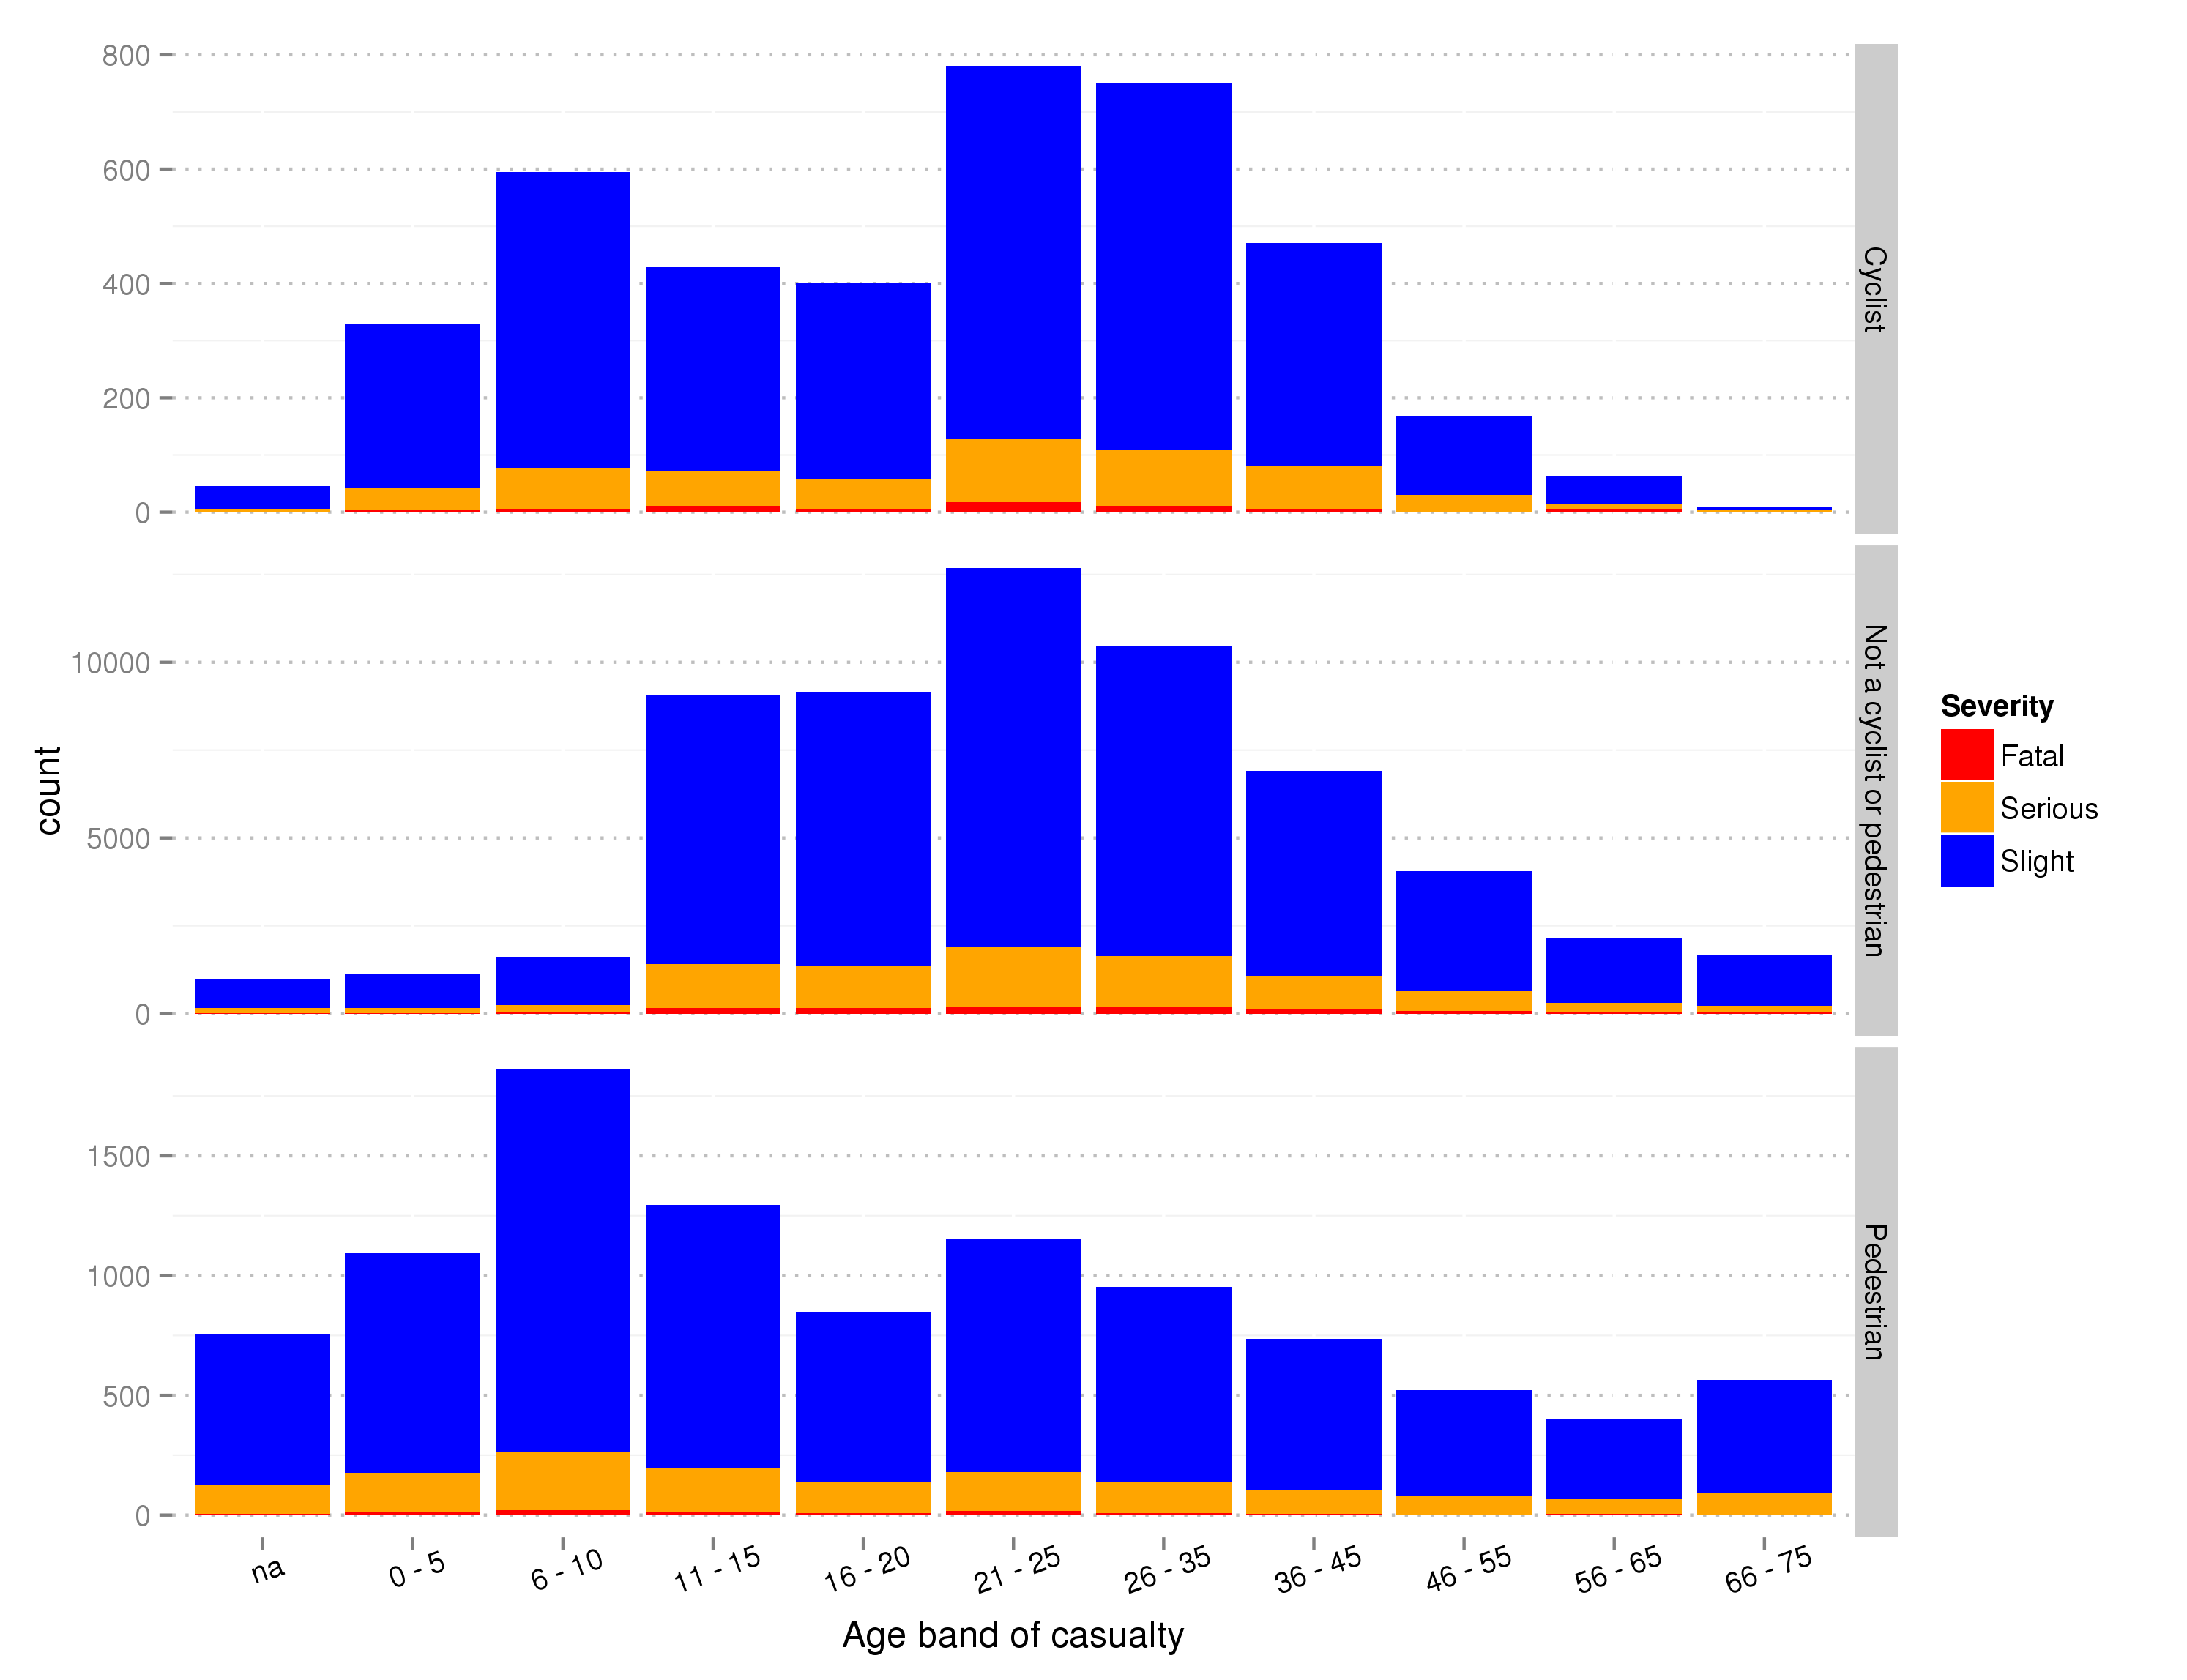 800
600
400
200
0
Cyclist
10000
5000
0
Not a cyclist or pedestrian
1500
1000
500
0
Pedestrian
count
na
0 - 5
6 - 10
11 - 15
16 - 20
21 - 25
26 - 35
36 - 45
46 - 55
56 - 65
66 - 75
Age band of casualty
Severity
Fatal
Serious
Slight